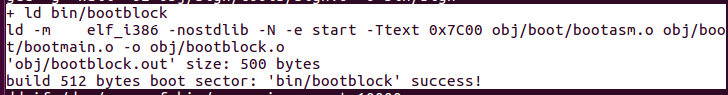 + ld bin/bootblock
ld -m    elf_i386 -nostdlib -N -e start -Ttext 0x7C00 obj/boot/bootasm.o obj/boo
t/bootmain.o -o obj/bootblock.o
'obj/bootblock.out' size: 500 bytes
build 512 bytes boot sector: 'bin/bootblock' success!